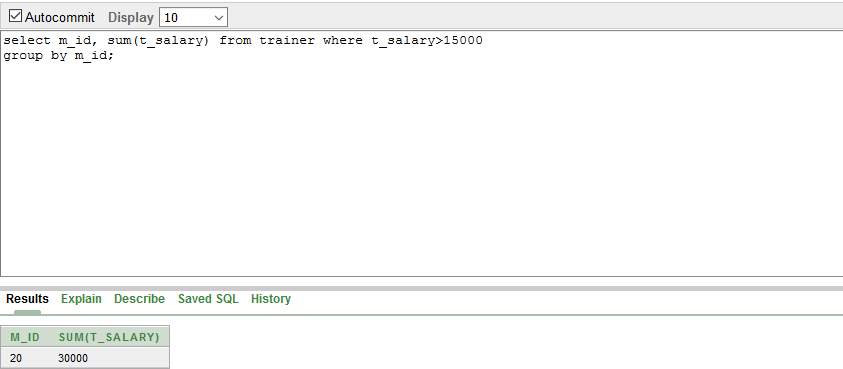 Autocommit Display 10
select m_id, sum(t_salary) from trainer where t_salary>15000
group by m_id;
Results Explain Describe Saved SQL History
M_ID SUM(T_SALARY)
20 30000